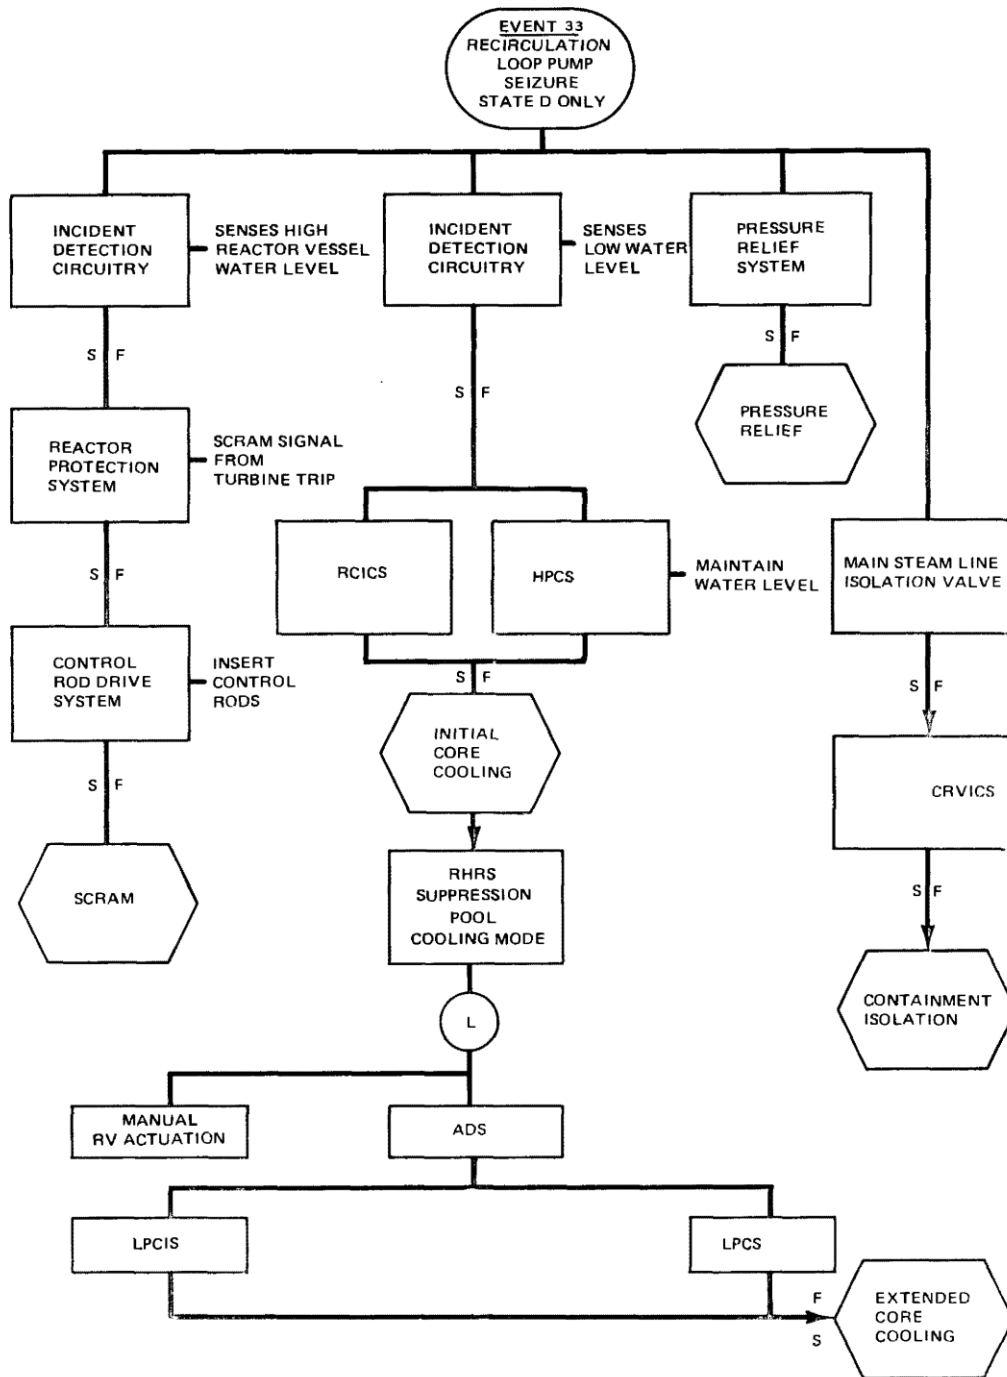 EVENT 33
RECIRCULATION
LOOP PUMP
SEIZURE
STATE D ONLY
INCIDENT
DETECTION
CIRCUITRY
SENSES HIGH
REACTOR VESSEL
WATER LEVEL
INCIDENT
DETECTION
CIRCUITRY
SENSES
LOW WATER
LEVEL
PRESSURE
RELIEF
SYSTEM
S F
S F
S F
PRESSURE
RELIEF
REACTOR
PROTECTION
SYSTEM
SCRAM SIGNAL
FROM
TURBINE TRIP
S F
RCICS
HPCS
MAINTAIN
WATER LEVEL
MAIN STEAM LINE
ISOLATION VALVE
CONTROL
ROD DRIVE
SYSTEM
INSERT
CONTROL
RODS
S F
S F
INITIAL
CORE
COOLING
S F
CRVICS
SCRAM
RHRS
SUPPRESSION
POOL
COOLING MODE
S F
CONTAINMENT
ISOLATION
L
MANUAL
RV ACTUATION
ADS
LPCIS
LPCS
F
S
EXTENDED
CORE
COOLING